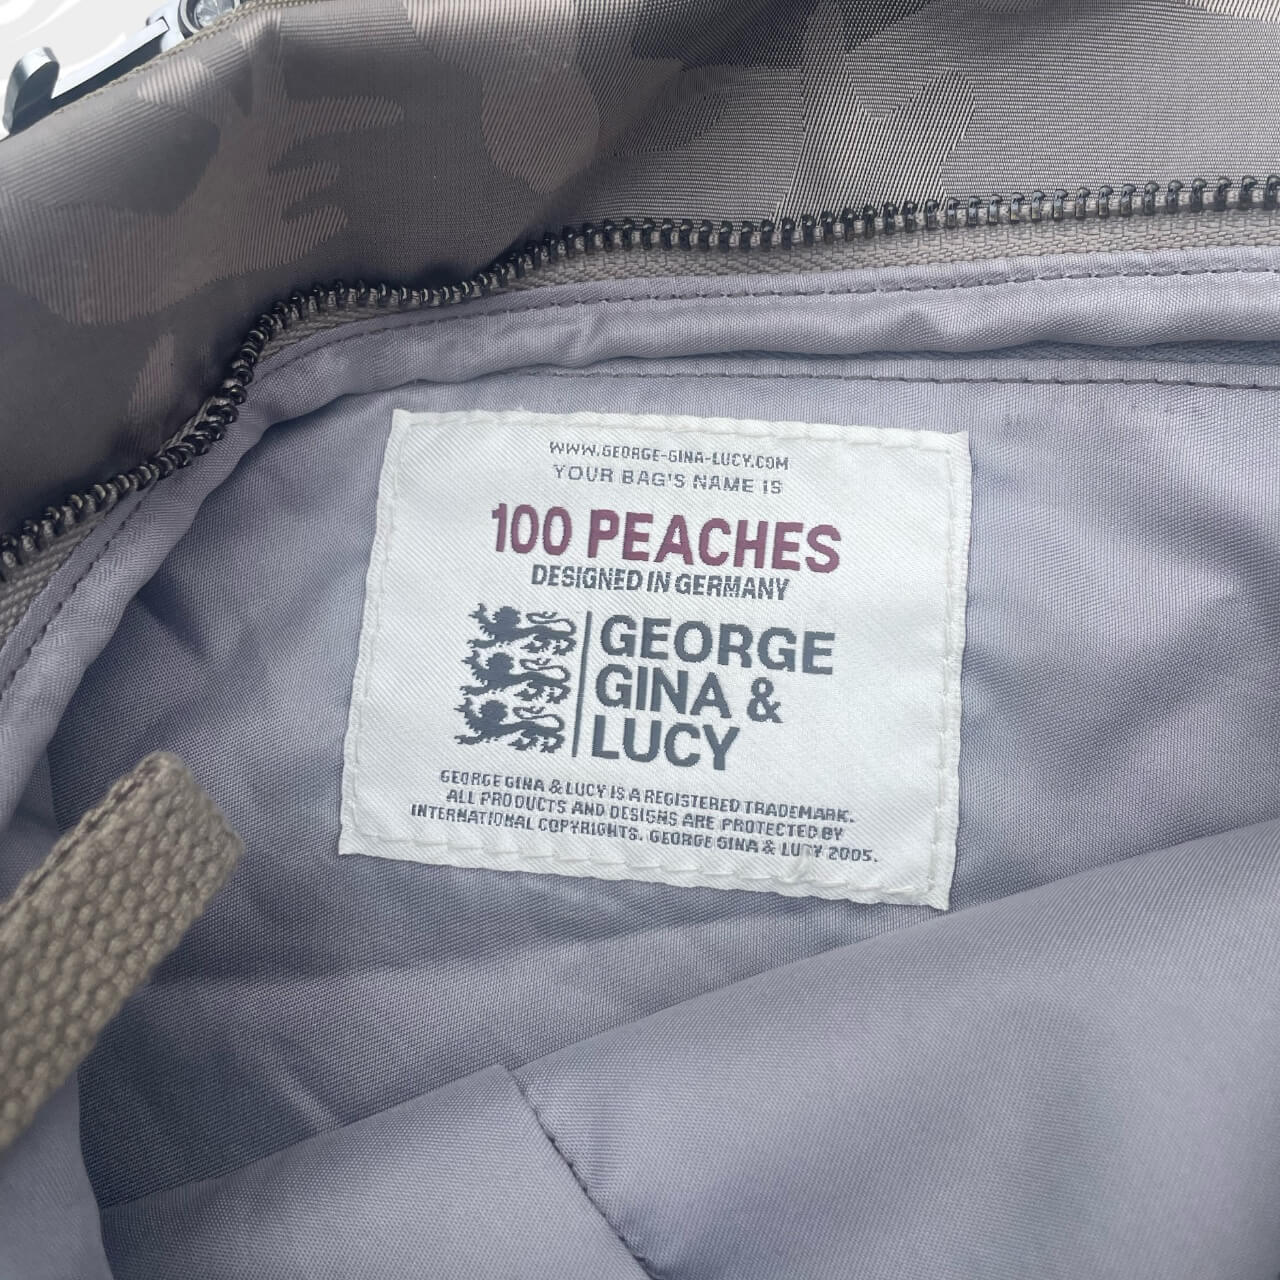 WWW.GEORGE-GINA-LUCY.COM
YOUR BAG'S NAME IS
100 PEACHES
DESIGNED IN GERMANY
GEORGE
GINA &
LUCY
GEORGE GINA & LUCY IS A REGISTERED TRADEMARK.
ALL PRODUCTS AND DESIGNS ARE PROTECTED BY
INTERNATIONAL COPYRIGHTS. GEORGE GINA & LUCY 2005.